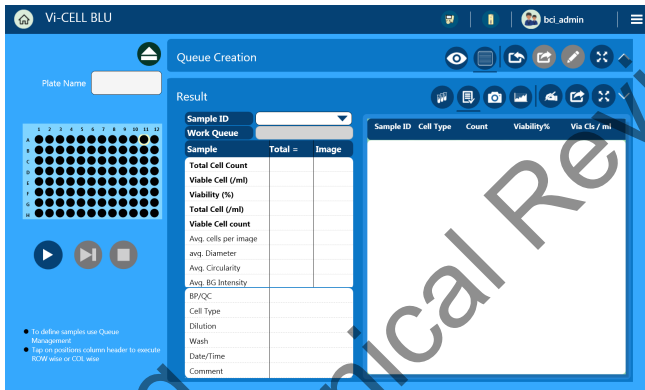 Vi-CELL BLU
bci_admin
Plate Name
1 2 3 4 5 6 7 8 9 10 11 12
A
B
C
D
E
F
G
H
To define samples use Queue
Management
Tap on positions column header to execute
ROW wise or COL wise
Queue Creation
Result
Sample ID
Work Queue
Sample Total = Image
Total Cell Count
Viable Cell (/ml)
Viability (%)
Total Cell (/ml)
Viable Cell count
Avg. cells per image
avg. Diameter
Avg. Circularity
Avg. BG Intensity
BP/QC
Cell Type
Dilution
Wash
Date/Time
Comment
Sample ID Cell Type Count Viability% Via Cls / mi